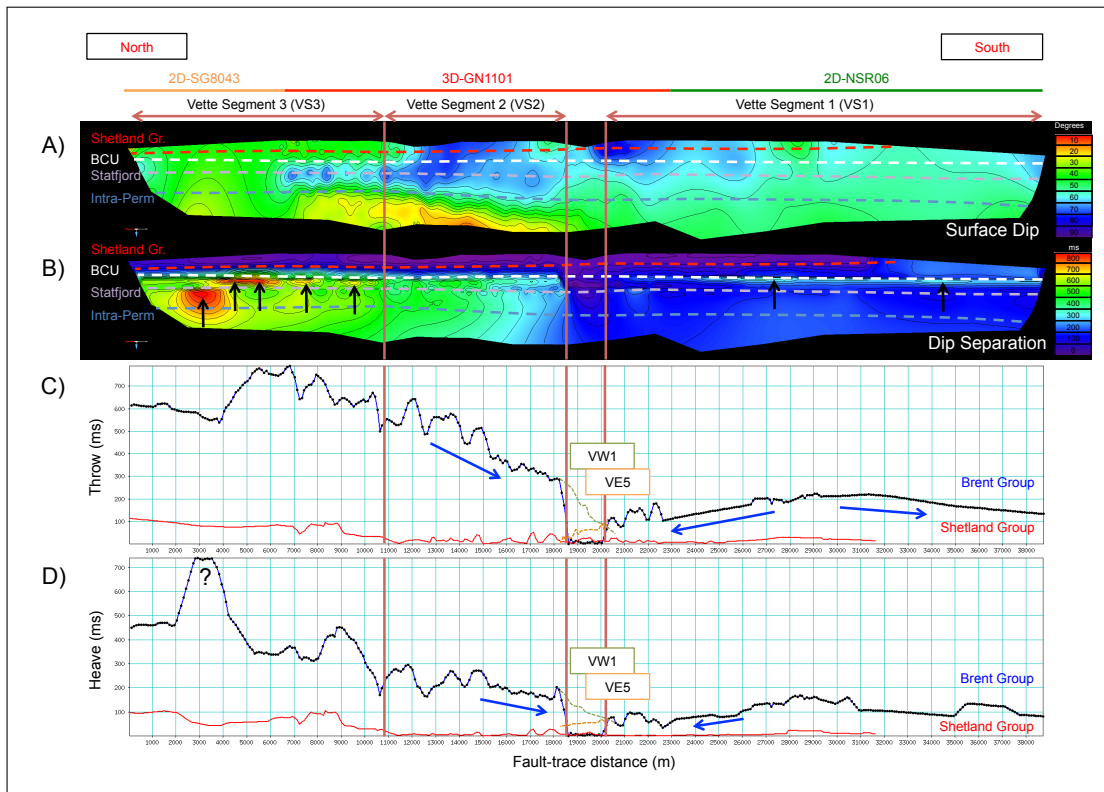 North
South
2D-SG8043
3D-GN1101
2D-NSR06
Vette Segment 3 (VS3)
Vette Segment 2 (VS2)
Vette Segment 1 (VS1)
A)
Shetland Gr.
BCU
Statfjord
Intra-Perm
Degrees
10
20
30
40
50
60
70
80
90
Surface Dip
B)
Shetland Gr.
BCU
Statfjord
Intra-Perm
ms
800
700
600
500
400
300
200
100
0
Dip Separation
C)
Throw (ms)
700
600
500
400
300
200
100
VW1
VE5
Brent Group
Shetland Group
1000 2000 3000 4000 5000 6000 7000 8000 9000 10000 11000 12000 13000 14000 15000 16000 17000 18000 19000 20000 21000 22000 23000 24000 25000 26000 27000 28000 29000 30000 31000 32000 33000 34000 35000 36000 37000 38000
D)
Heave (ms)
700
600
500
400
300
200
100
?
VW1
VE5
Brent Group
Shetland Group
1000 2000 3000 4000 5000 6000 7000 8000 9000 10000 11000 12000 13000 14000 15000 16000 17000 18000 19000 20000 21000 22000 23000 24000 25000 26000 27000 28000 29000 30000 31000 32000 33000 34000 35000 36000 37000 38000
Fault-trace distance (m)